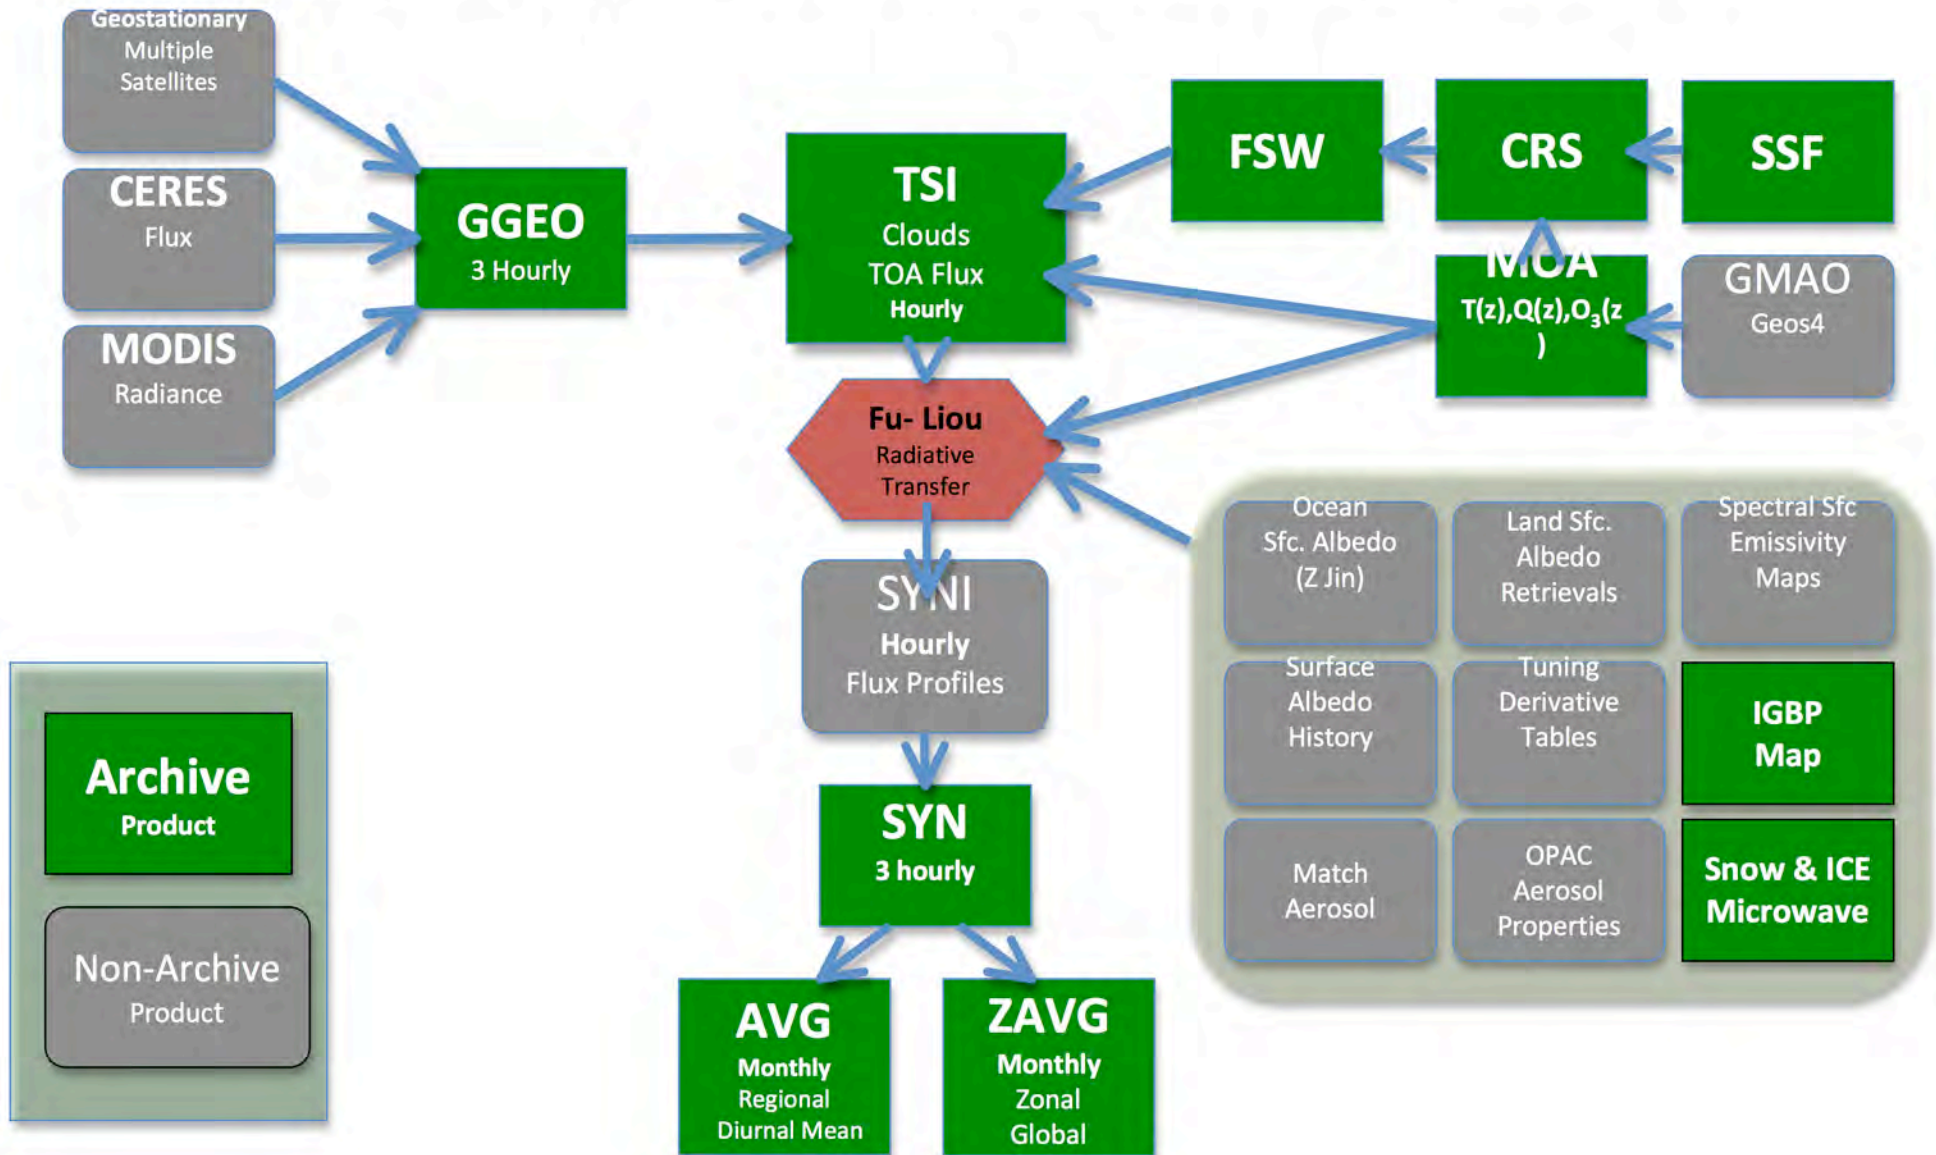 Geostationary
Multiple
Satellites
CERES
Flux
MODIS
Radiance
GGEO
3 Hourly
TSI
Clouds
TOA Flux
Hourly
FSW
CRS
SSF
MOA
T(z),Q(z),O₃(z
)
GMAO
Geos4
Fu- Liou
Radiative
Transfer
SYNI
Hourly
Flux Profiles
SYN
3 hourly
AVG
Monthly
Regional
Diurnal Mean
ZAVG
Monthly
Zonal
Global
Ocean
Sfc. Albedo
(Z Jin)
Land Sfc.
Albedo
Retrievals
Spectral Sfc
Emissivity
Maps
Surface
Albedo
History
Tuning
Derivative
Tables
IGBP
Map
Match
Aerosol
OPAC
Aerosol
Properties
Snow & ICE
Microwave
Archive
Product
Non-Archive
Product